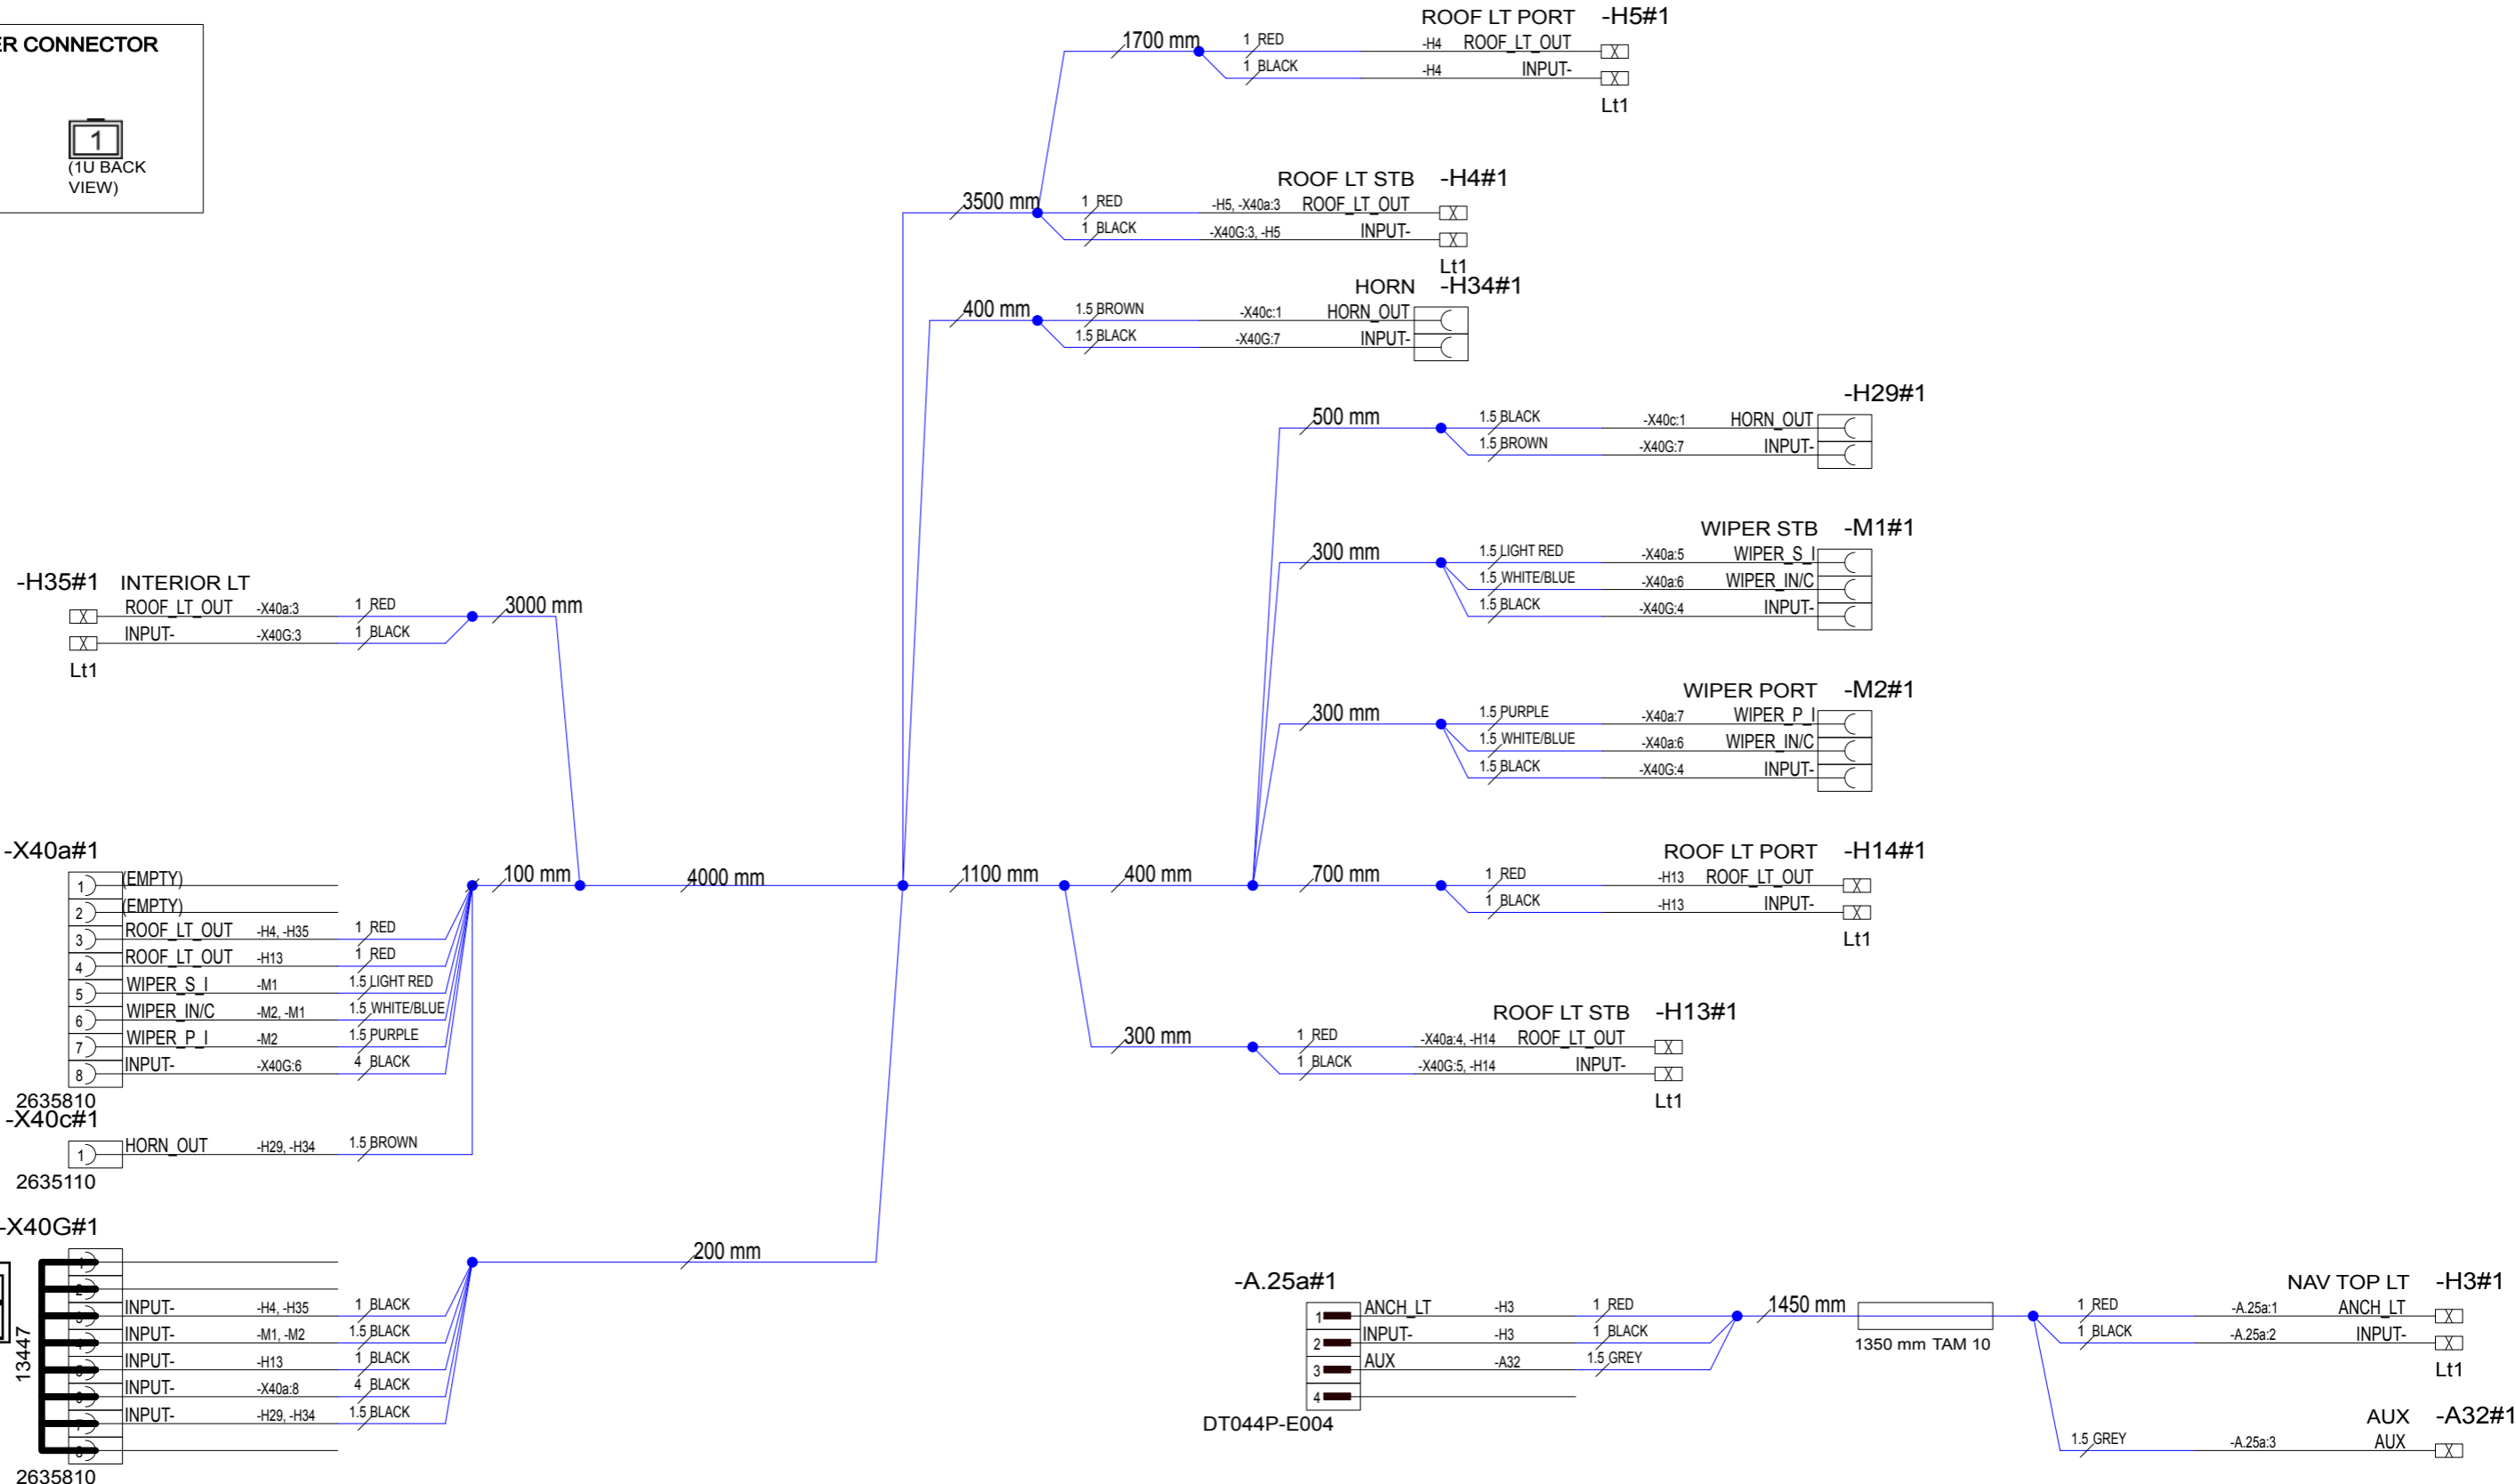 ER CONNECTOR
1
(1U BACK
VIEW)
ROOF LT PORT -H5#1
1700 mm 1 RED -H4 ROOF_LT_OUT X
1 BLACK -H4 INPUT- X
Lt1
ROOF LT STB -H4#1
3500 mm 1 RED -H5, -X40a:3 ROOF_LT_OUT X
1 BLACK -X40G:3, -H5 INPUT- X
Lt1
HORN -H34#1
400 mm 1.5 BROWN -X40c:1 HORN_OUT
1.5 BLACK -X40G:7 INPUT-
-H29#1
500 mm 1.5 BLACK -X40c:1 HORN_OUT
1.5 BROWN -X40G:7 INPUT-
WIPER STB -M1#1
300 mm 1.5 LIGHT RED -X40a:5 WIPER_S_I
1.5 WHITE/BLUE -X40a:6 WIPER_IN/C
1.5 BLACK -X40G:4 INPUT-
-H35#1 INTERIOR LT
X ROOF_LT_OUT -X40a:3 1 RED 3000 mm
X INPUT- -X40G:3 1 BLACK
Lt1
WIPER PORT -M2#1
300 mm 1.5 PURPLE -X40a:7 WIPER_P_I
1.5 WHITE/BLUE -X40a:6 WIPER_IN/C
1.5 BLACK -X40G:4 INPUT-
-X40a#1
1 (EMPTY)
2 (EMPTY)
3 ROOF_LT_OUT -H4, -H35 1 RED
4 ROOF_LT_OUT -H13 1 RED
5 WIPER_S_I -M1 1.5 LIGHT RED
6 WIPER_IN/C -M2, -M1 1.5 WHITE/BLUE
7 WIPER_P_I -M2 1.5 PURPLE
8 INPUT- -X40G:6 4 BLACK
2635810
100 mm 4000 mm 1100 mm 400 mm 700 mm
ROOF LT PORT -H14#1
1 RED -H13 ROOF_LT_OUT X
1 BLACK -H13 INPUT- X
Lt1
ROOF LT STB -H13#1
300 mm 1 RED -X40a:4, -H14 ROOF_LT_OUT X
1 BLACK -X40G:5, -H14 INPUT- X
Lt1
-X40c#1
1 HORN_OUT -H29, -H34 1.5 BROWN
2635110
-X40G#1
200 mm
INPUT- -H4, -H35 1 BLACK
INPUT- -M1, -M2 1.5 BLACK
INPUT- -H13 1 BLACK
INPUT- -X40a:8 4 BLACK
INPUT- -H29, -H34 1.5 BLACK
13447
2635810
-A.25a#1
1 ANCH_LT -H3 1 RED
2 INPUT- -H3 1 BLACK
3 AUX -A32 1.5 GREY
4
DT044P-E004
1450 mm
1350 mm TAM 10
NAV TOP LT -H3#1
1 RED -A.25a:1 ANCH_LT X
1 BLACK -A.25a:2 INPUT- X
Lt1
AUX -A32#1
1.5 GREY -A.25a:3 AUX X